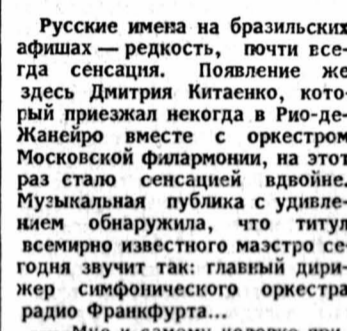 Русские имена на бразильских
афишах — редкость, почти все-
гда сенсация. Появление же
здесь Дмитрия Китаенко, кото-
рый приезжал некогда в Рио-де-
Жанейро вместе с оркестром
Московской филармонии, на этот
раз стало сенсацией вдвойне.
Музыкальная публика с удивле-
нием обнаружила, что титул
всемирно известного маэстро се-
годня звучит так: главный дири-
жер симфонического оркестра
радио Франкфурта...